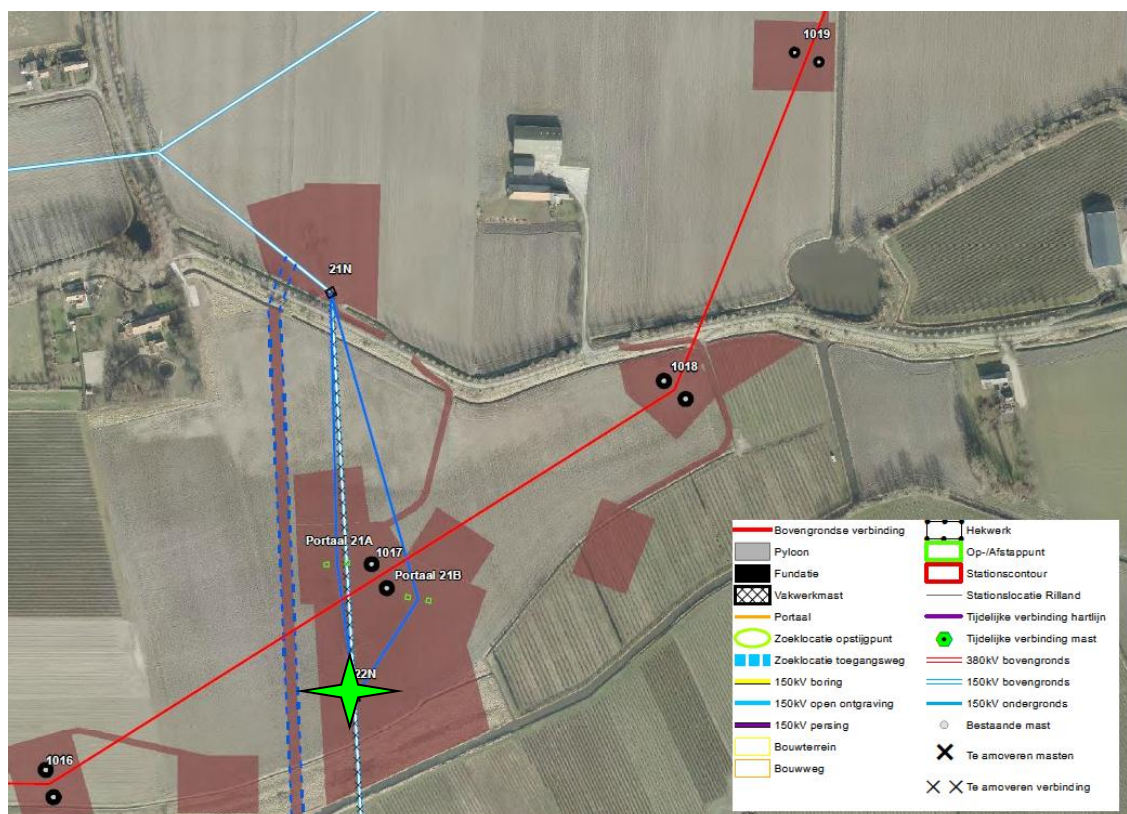 1019
21N
1018
Portaal 21A
1017
Portaal 21B
22N
1016
Bovengrondse verbinding
Pyloon
Fundatie
Vakwerkmast
Portaal
Zoeklocatie opstijgpunt
Zoeklocatie toegangsweg
150kV boring
150kV open ontgraving
150kV persing
Bouwterrein
Bouwweg
Hekwerk
Op-/Afstappunt
Stationscontour
Stationslocatie Rilland
Tijdelijke verbinding hartlijn
Tijdelijke verbinding mast
380kV bovengronds
150kV bovengronds
150kV ondergronds
Bestaande mast
Te amoveren masten
Te amoveren verbinding